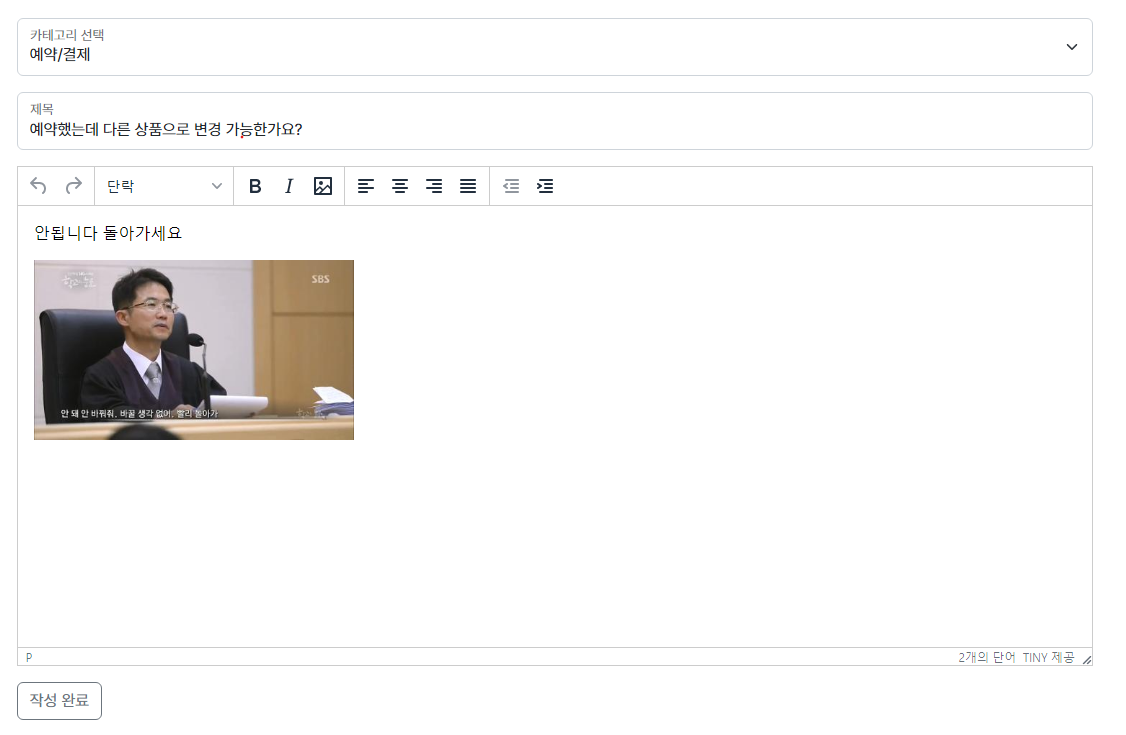 카테고리 선택
예약/결제
제목
예약했는데 다른 상품으로 변경 가능한가요?
단락
B I
안됩니다 돌아가세요
SBS
안 돼 안 바꿔줘. 바꿀 생각 없어. 빨리 돌아가
P
2개의 단어 TINY 제공
작성 완료